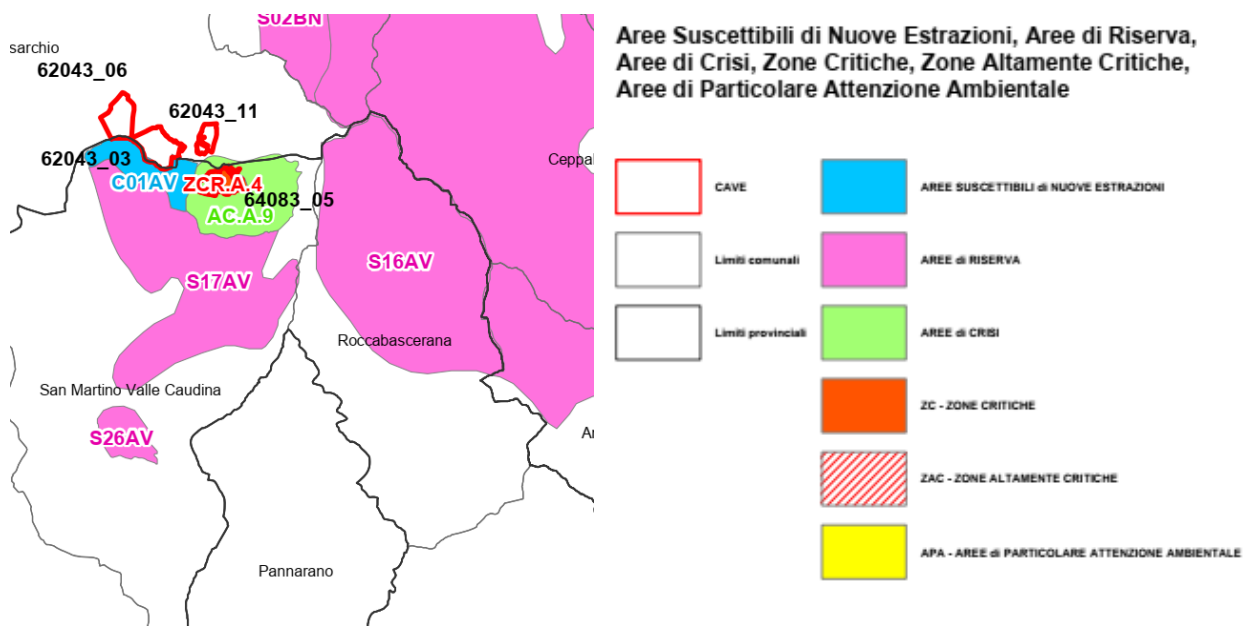 S02BN
sarchio
62043_06
62043_11
Ceppal
62043_03
C01AV
ZCR.A.4
64083_05
AC.A.9
S16AV
S17AV
Roccabascerana
San Martino Valle Caudina
S26AV
Ar
Pannarano
Aree Suscettibili di Nuove Estrazioni, Aree di Riserva,
Aree di Crisi, Zone Critiche, Zone Altamente Critiche,
Aree di Particolare Attenzione Ambientale
CAVE
AREE SUSCETTIBILI di NUOVE ESTRAZIONI
Limiti comunali
AREE di RISERVA
Limiti provinciali
AREE di CRISI
ZC - ZONE CRITICHE
ZAC - ZONE ALTAMENTE CRITICHE
APA - AREE di PARTICOLARE ATTENZIONE AMBIENTALE